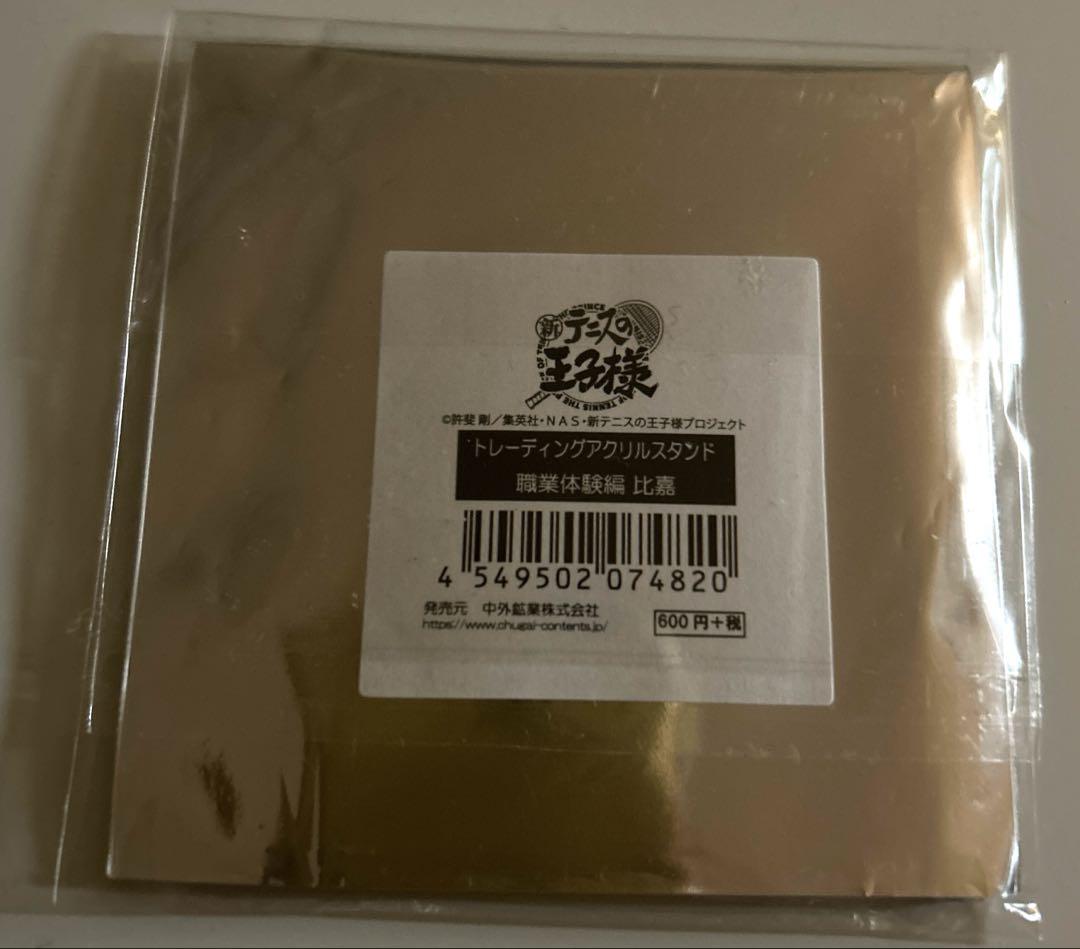 新テニスの
王子様
©許斐 剛／集英社・NAS・新テニスの王子様プロジェクト
トレーディングアクリルスタンド
職業体験編 比嘉
4 549502 074820
発売元　中外鉱業株式会社
https://www.chugai-contents.jp/
600円+税